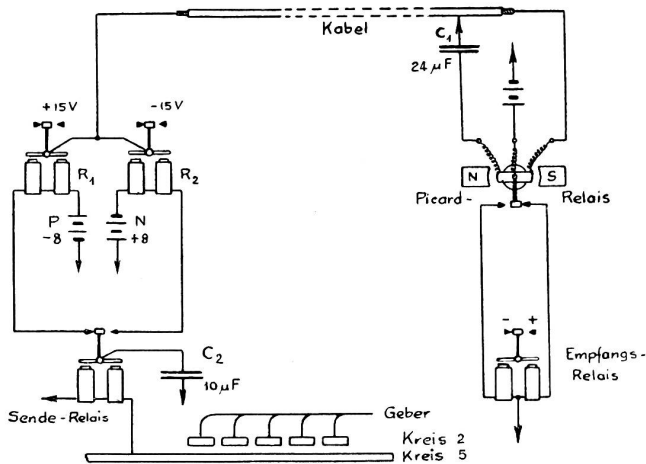 Kabel
C₁
24 µF
+15V
-15V
R₁
R₂
N
S
Picard-
Relais
P
-8
N
+8
-
+
C₂
10 µF
Empfangs-
Relais
Sende-Relais
Geber
Kreis 2
Kreis 5